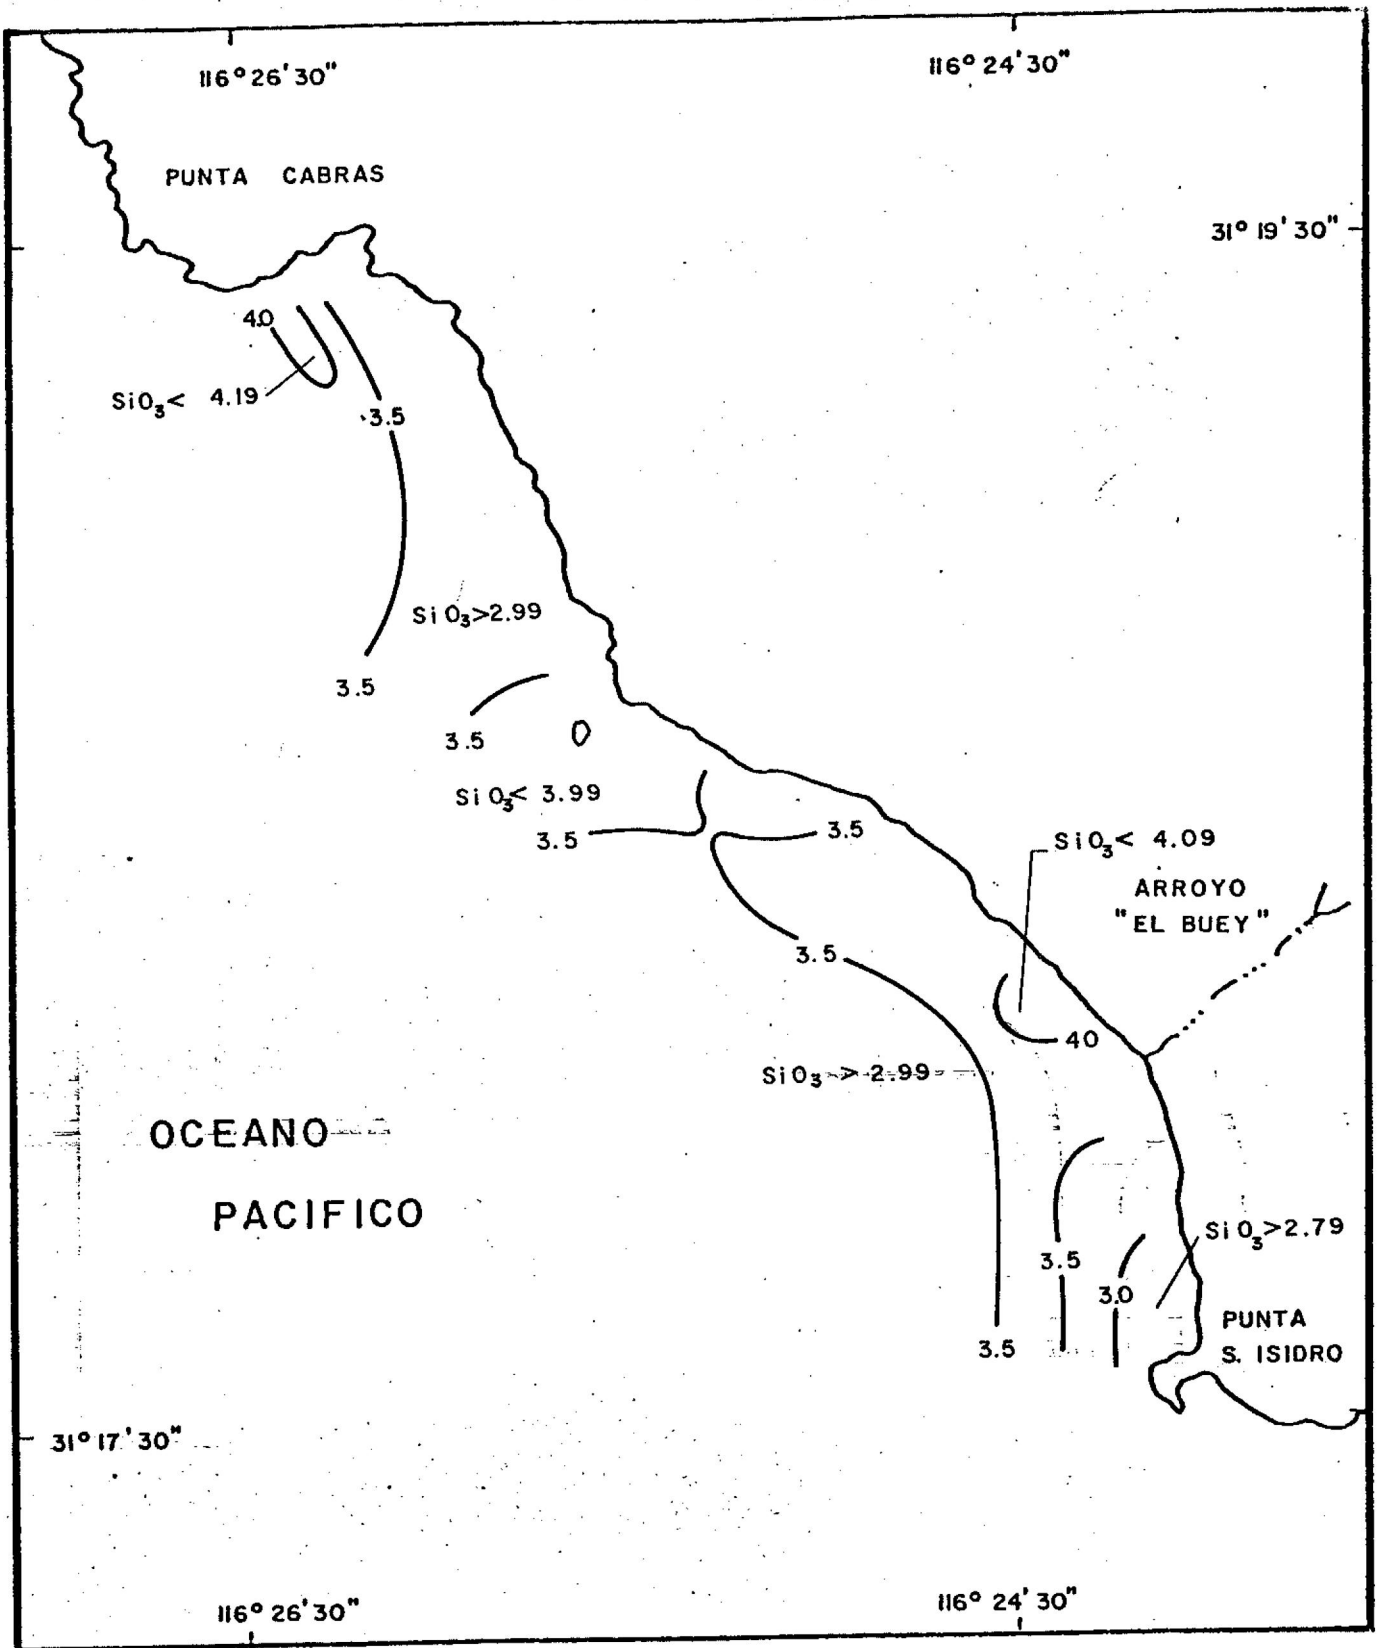 116° 26' 30"
116° 24' 30"
PUNTA CABRAS
31° 19' 30"
4.0
SiO₃< 4.19
3.5
SiO₃>2.99
3.5
3.5
SiO₃< 3.99
3.5
3.5
SiO₃< 4.09
ARROYO
"EL BUEY"
3.5
40
SiO₃ > 2.99
OCEANO
PACIFICO
SiO₃>2.79
3.5
3.0
PUNTA
S. ISIDRO
3.5
31° 17' 30"
116° 26' 30"
116° 24' 30"